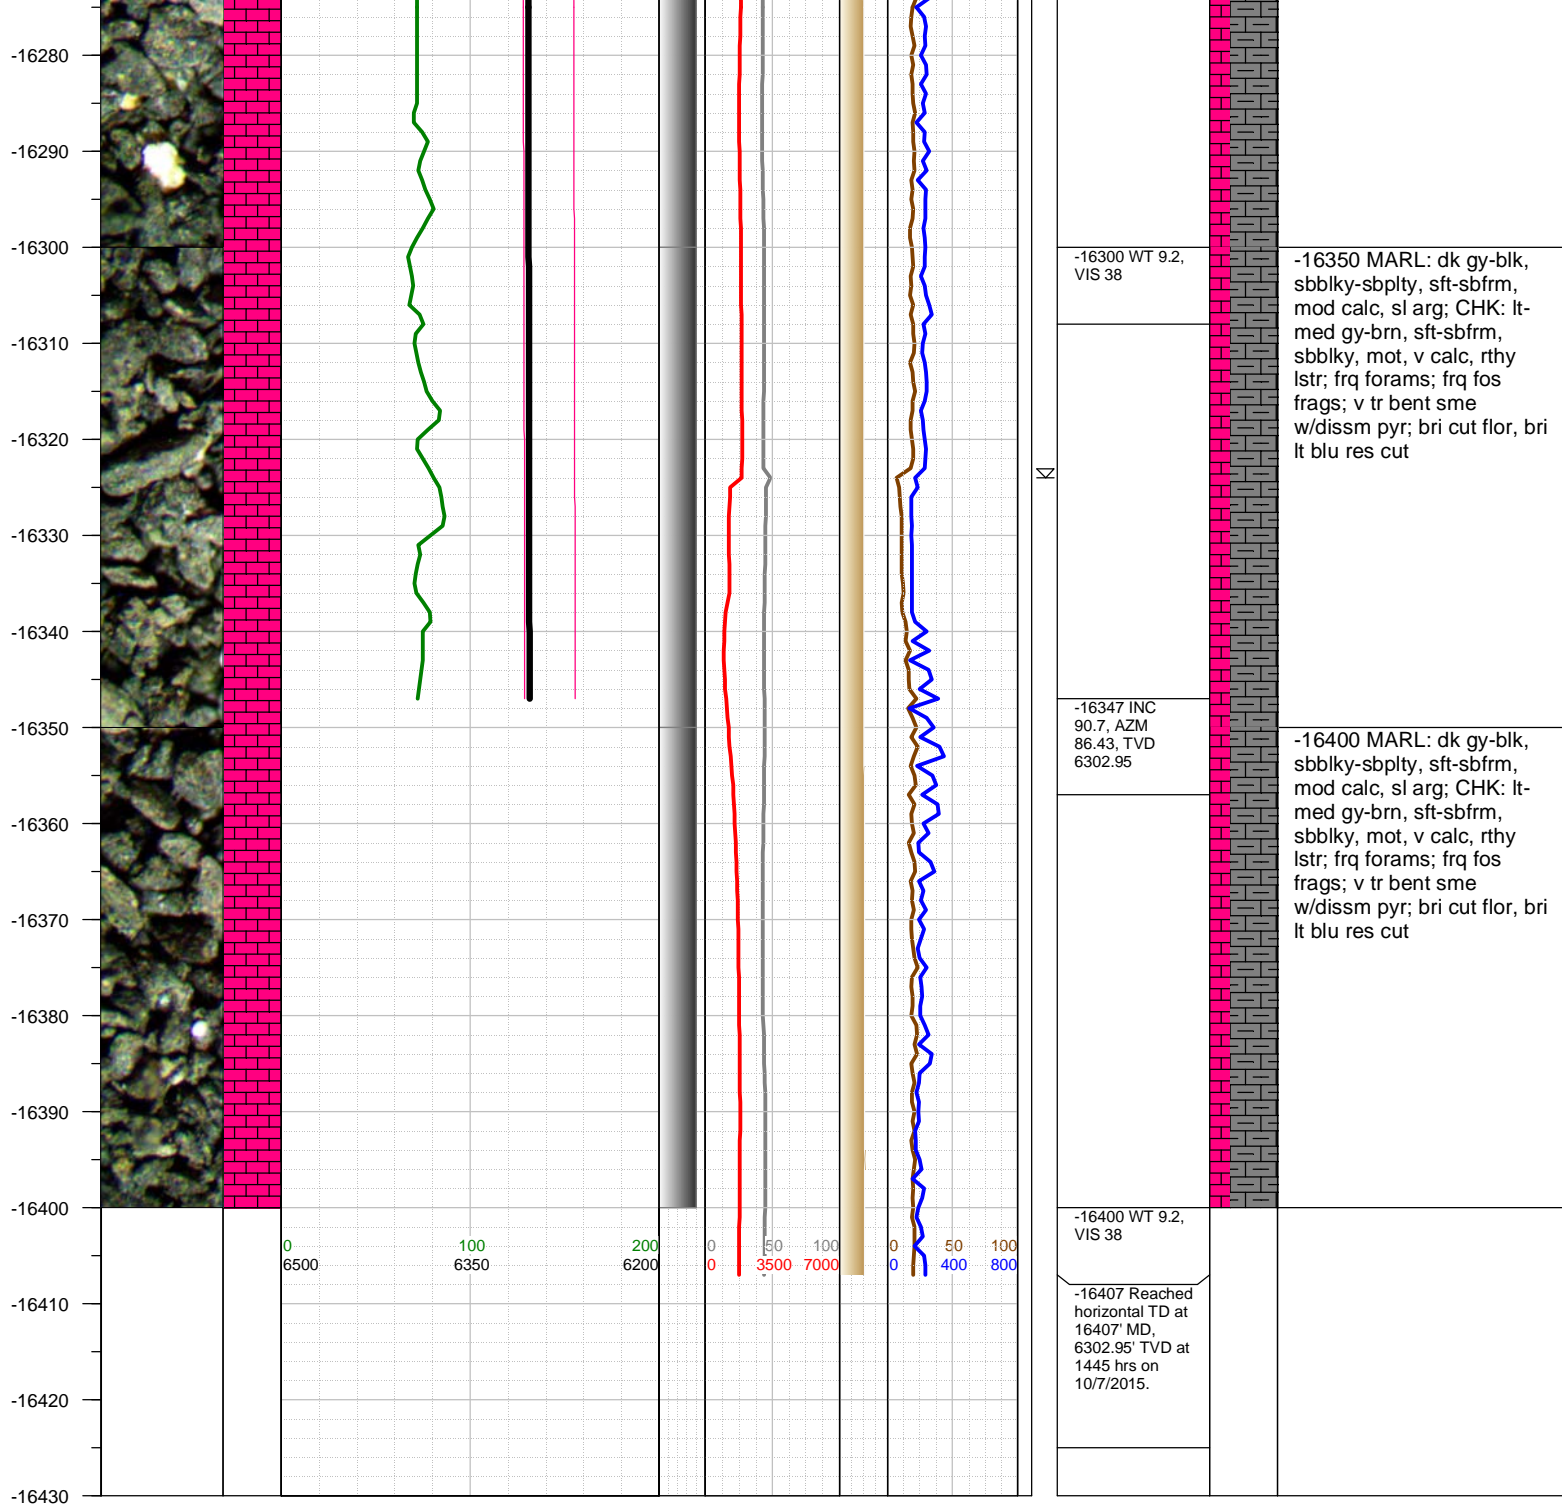 -16280
-16290
-16300
-16310
-16320
-16330
-16340
-16350
-16360
-16370
-16380
-16390
-16400
-16410
-16420
-16430
0 100 200
6500 6350 6200
0 50 100
0 3500 7000
0 50 100
0 400 800
-16300 WT 9.2,
VIS 38
-16347 INC
90.7, AZM
86.43, TVD
6302.95
-16400 WT 9.2,
VIS 38
-16407 Reached
horizontal TD at
16407' MD,
6302.95' TVD at
1445 hrs on
10/7/2015.
-16350 MARL: dk gy-blk,
sbblky-sbplty, sft-sbfrm,
mod calc, sl arg; CHK: lt-
med gy-brn, sft-sbfrm,
sbblky, mot, v calc, rthy
lstr; frq forams; frq fos
frags; v tr bent sme
w/dissm pyr; bri cut flor, bri
lt blu res cut
-16400 MARL: dk gy-blk,
sbblky-sbplty, sft-sbfrm,
mod calc, sl arg; CHK: lt-
med gy-brn, sft-sbfrm,
sbblky, mot, v calc, rthy
lstr; frq forams; frq fos
frags; v tr bent sme
w/dissm pyr; bri cut flor, bri
lt blu res cut